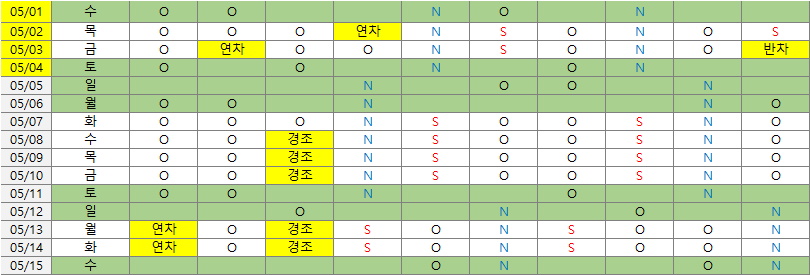 05/01 수 O O N O N
05/02 목 O O O 연차 N S O N O S
05/03 금 O 연차 O O N S O N O 반차
05/04 토 O O N O N
05/05 일 N O O N
05/06 월 O O N N O
05/07 화 O O O N S O O S N O
05/08 수 O O 경조 N S O O S N O
05/09 목 O O 경조 N S O O S N O
05/10 금 O O 경조 N S O O S N O
05/11 토 O O N O N
05/12 일 O N O N
05/13 월 연차 O 경조 S O N S O O N
05/14 화 연차 O 경조 S O N S O O N
05/15 수 O N O N